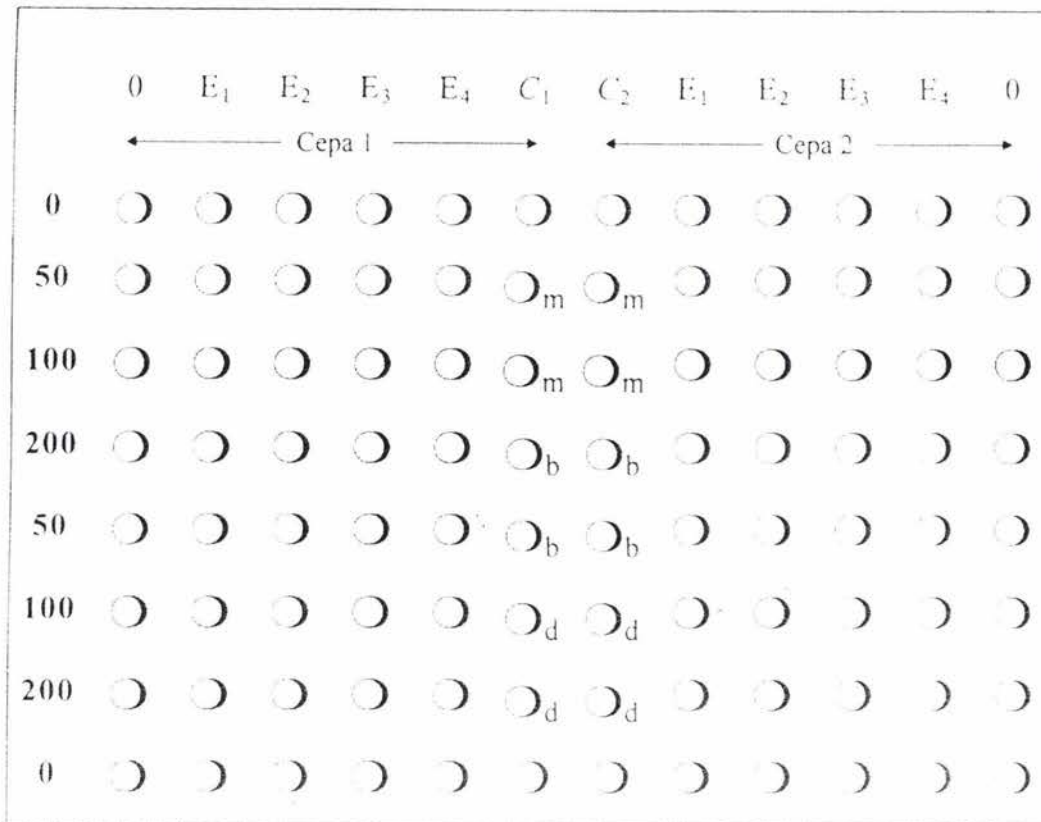 0 E₁ E₂ E₃ E₄ C₁ C₂ E₁ E₂ E₃ E₄ 0
Cepa 1 Cepa 2
0
50 m m
100 m m
200 b b
50 b b
100 d d
200 d d
0